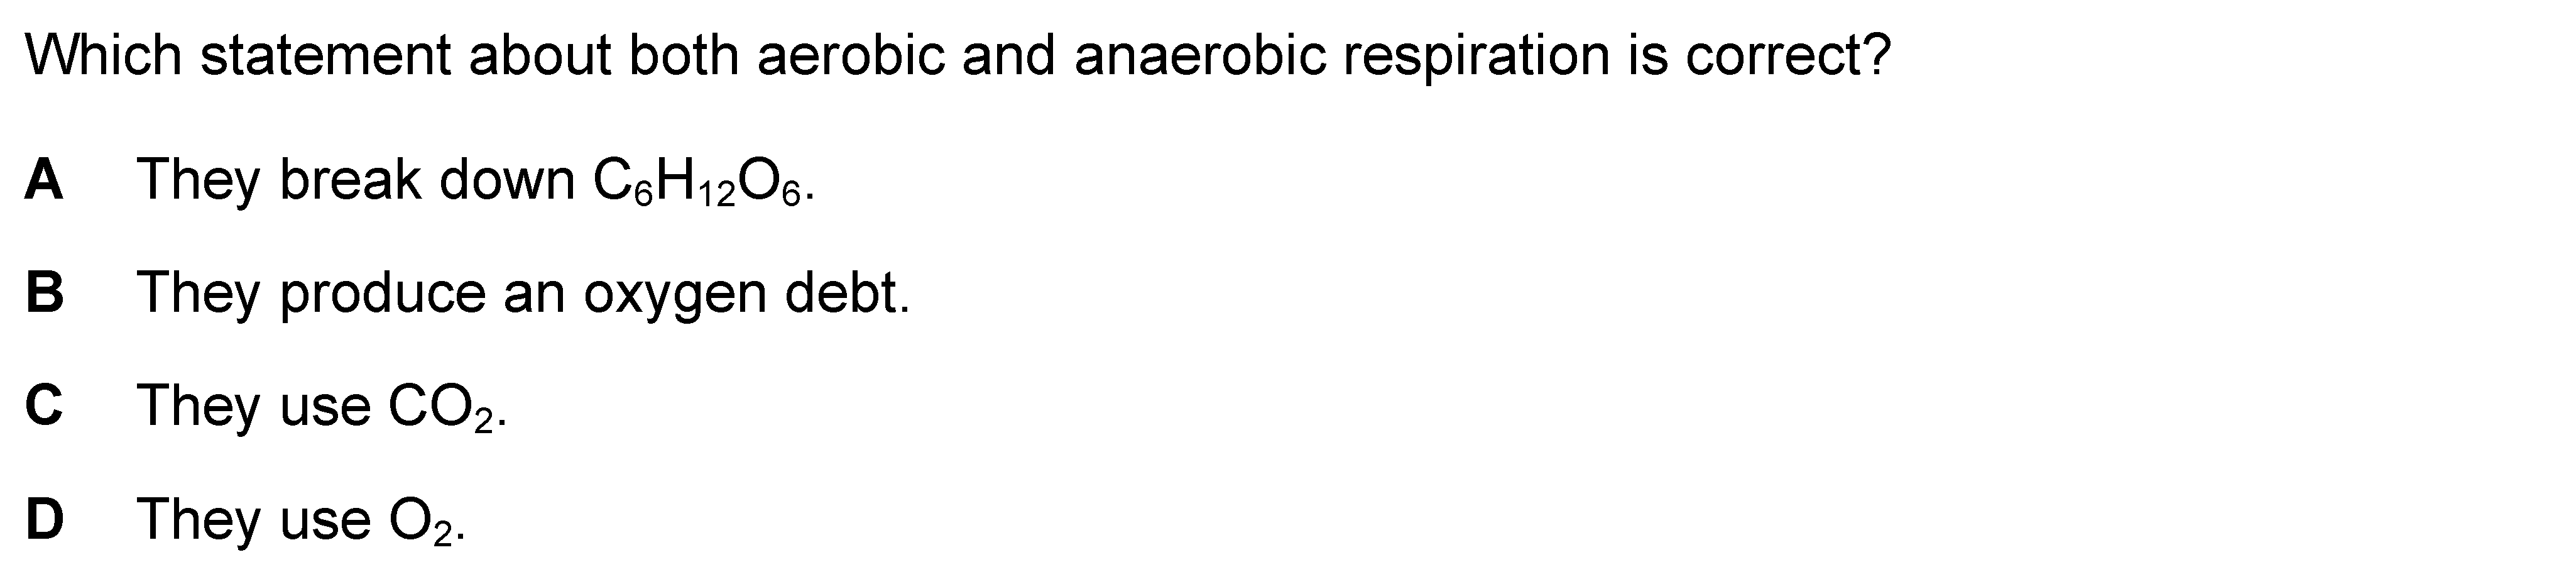 Which statement about both aerobic and anaerobic respiration is correct?
A They break down C₆H₁₂O₆.
B They produce an oxygen debt.
C They use CO₂.
D They use O₂.